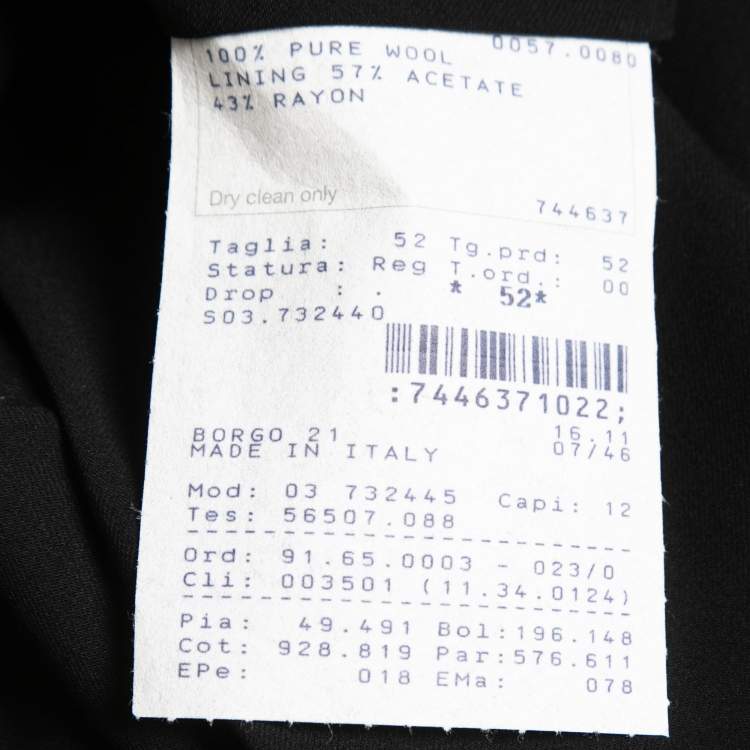 100% PURE WOOL 0057.0080
LINING 57% ACETATE
43% RAYON
Dry clean only 744637
Taglia: 52 Tg.prd: 52
Statura: Reg T.ord.: 00
Drop : . * 52*
S03.732440
:7446371022;
BORGO 21 16.11
MADE IN ITALY 07/46
Mod: 03 732445 Capi: 12
Tes: 56507.088
Ord: 91.65.0003 - 023/0
Cli: 003501 (11.34.0124)
Pia: 49.491 Bol:196.148
Cot: 928.819 Par:576.611
EPe: 018 EMa: 078